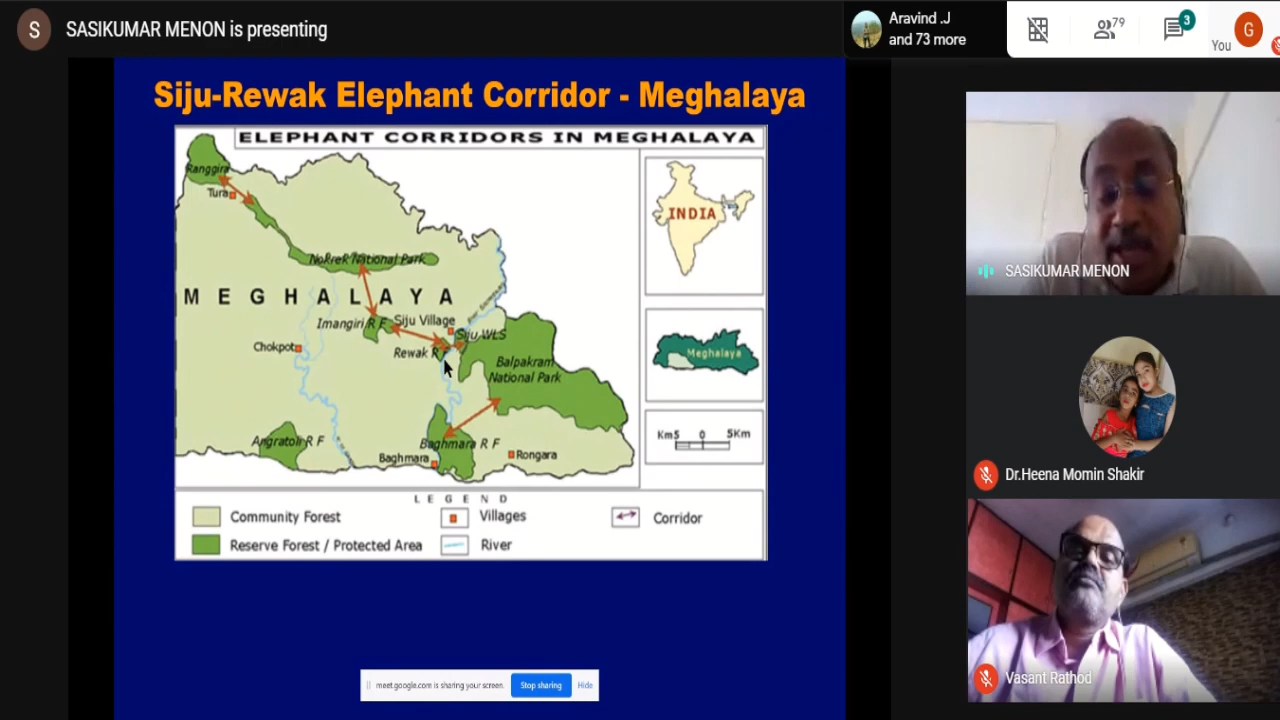 S
SASIKUMAR MENON is presenting
Aravind .J
and 73 more
79
3
You
G
Siju-Rewak Elephant Corridor - Meghalaya
ELEPHANT CORRIDORS IN MEGHALAYA
Ranggira
Tura
Nokrek National Park
MEGHALAYA
Imangiri R F
Siju Village
Siju WLS
Rewak R
Chokpot
Balpakram
National Park
Angratoli R F
Baghmara R F
Baghmara
Rongara
INDIA
Meghalaya
Km5 0 5Km
LEGEND
Community Forest
Villages
Corridor
Reserve Forest / Protected Area
River
meet.google.com is sharing your screen.
Stop sharing
Hide
SASIKUMAR MENON
Dr.Heena Momin Shakir
Vasant Rathod